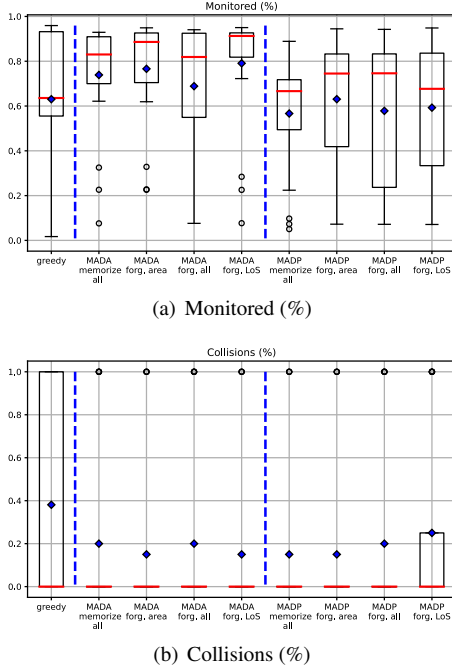 Monitored (%)
1.0
0.8
0.6
0.4
0.2
0.0
greedy
MADA
memorize
all
MADA
forg, area
MADA
forg, all
MADA
forg, LoS
MADP
memorize
all
MADP
forg, area
MADP
forg, all
MADP
forg, LoS
(a) Monitored (%)
Collisions (%)
1,0
0.8
0.6
0.4
0.2
0.0
greedy
MADA
memorize
all
MADA
forg, area
MADA
forg, all
MADA
forg, LoS
MADP
memorize
all
MADP
forg, area
MADP
forg, all
MADP
forg, LoS
(b) Collisions (%)